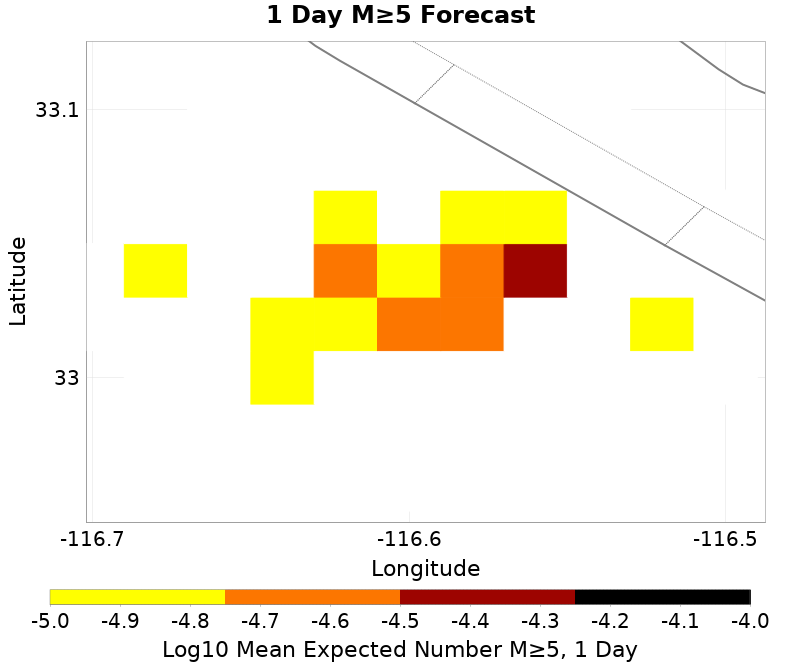 1 Day M≥5 Forecast
33.1
33
Latitude
-116.7 -116.6 -116.5
Longitude
-5.0 -4.9 -4.8 -4.7 -4.6 -4.5 -4.4 -4.3 -4.2 -4.1 -4.0
Log10 Mean Expected Number M≥5, 1 Day